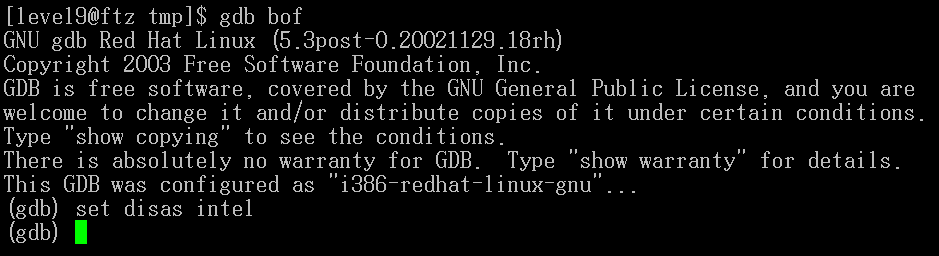 [level9@ftz tmp]$ gdb bof
GNU gdb Red Hat Linux (5.3post-0.20021129.18rh)
Copyright 2003 Free Software Foundation, Inc.
GDB is free software, covered by the GNU General Public License, and you are
welcome to change it and/or distribute copies of it under certain conditions.
Type "show copying" to see the conditions.
There is absolutely no warranty for GDB.  Type "show warranty" for details.
This GDB was configured as "i386-redhat-linux-gnu"...
(gdb) set disas intel
(gdb)